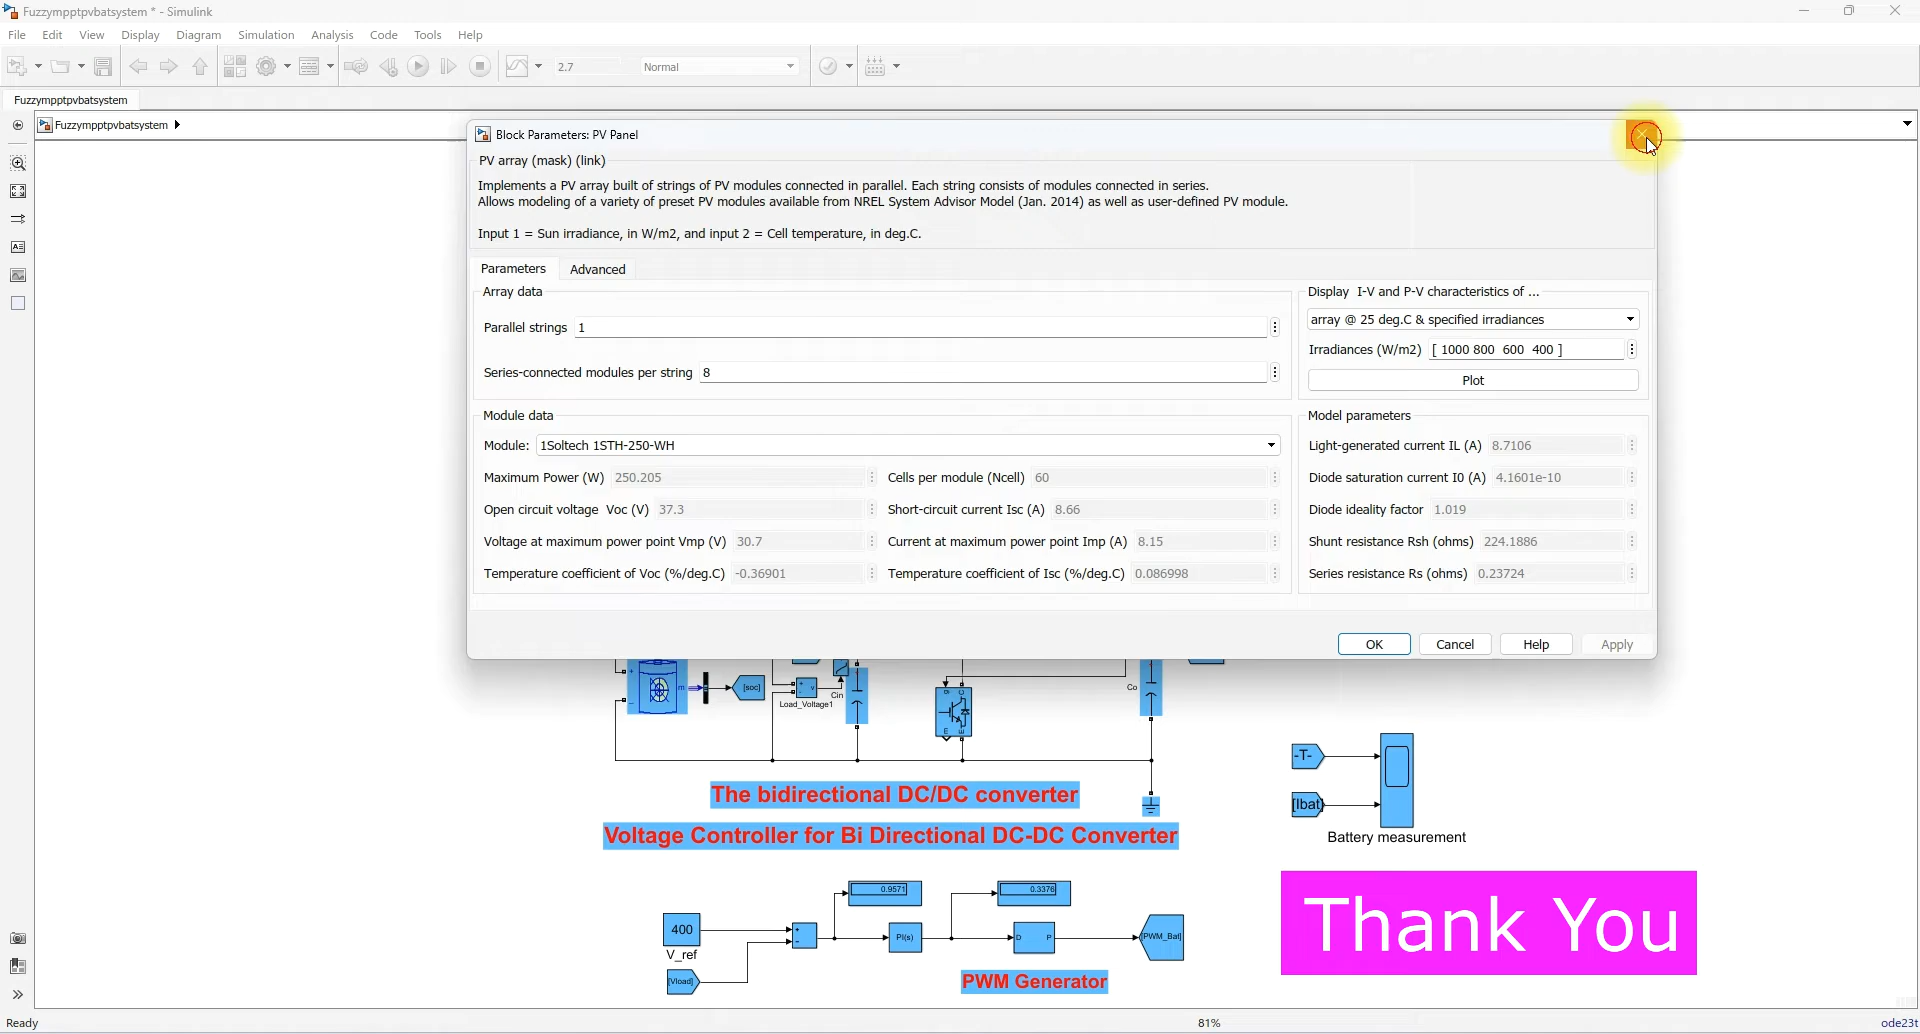 Fuzzympptpvbatsystem * - Simulink
File Edit View Display Diagram Simulation Analysis Code Tools Help
2.7 Normal
Fuzzympptpvbatsystem
Fuzzympptpvbatsystem
Block Parameters: PV Panel
PV array (mask) (link)
Implements a PV array built of strings of PV modules connected in parallel. Each string consists of modules connected in series.
Allows modeling of a variety of preset PV modules available from NREL System Advisor Model (Jan. 2014) as well as user-defined PV module.
Input 1 = Sun irradiance, in W/m2, and input 2 = Cell temperature, in deg.C.
Parameters Advanced
Array data
Parallel strings 1
Series-connected modules per string 8
Display I-V and P-V characteristics of ...
array @ 25 deg.C & specified irradiances
Irradiances (W/m2) [ 1000 800 600 400 ]
Plot
Module data
Module: 1Soltech 1STH-250-WH
Maximum Power (W) 250.205 Cells per module (Ncell) 60
Open circuit voltage Voc (V) 37.3 Short-circuit current Isc (A) 8.66
Voltage at maximum power point Vmp (V) 30.7 Current at maximum power point Imp (A) 8.15
Temperature coefficient of Voc (%/deg.C) -0.36901 Temperature coefficient of Isc (%/deg.C) 0.086998
Model parameters
Light-generated current IL (A) 8.7106
Diode saturation current I0 (A) 4.1601e-10
Diode ideality factor 1.019
Shunt resistance Rsh (ohms) 224.1886
Series resistance Rs (ohms) 0.23724
OK Cancel Help Apply
m [soc] Load_Voltage1 Cin g C E E Co
The bidirectional DC/DC converter
Voltage Controller for Bi Directional DC-DC Converter
-T-
[Ibat]
Battery measurement
0.9571 0.3376
400 PI(s) D P [PWM_Bat]
V_ref
[Vload]
PWM Generator
Thank You
Ready 81% ode23t